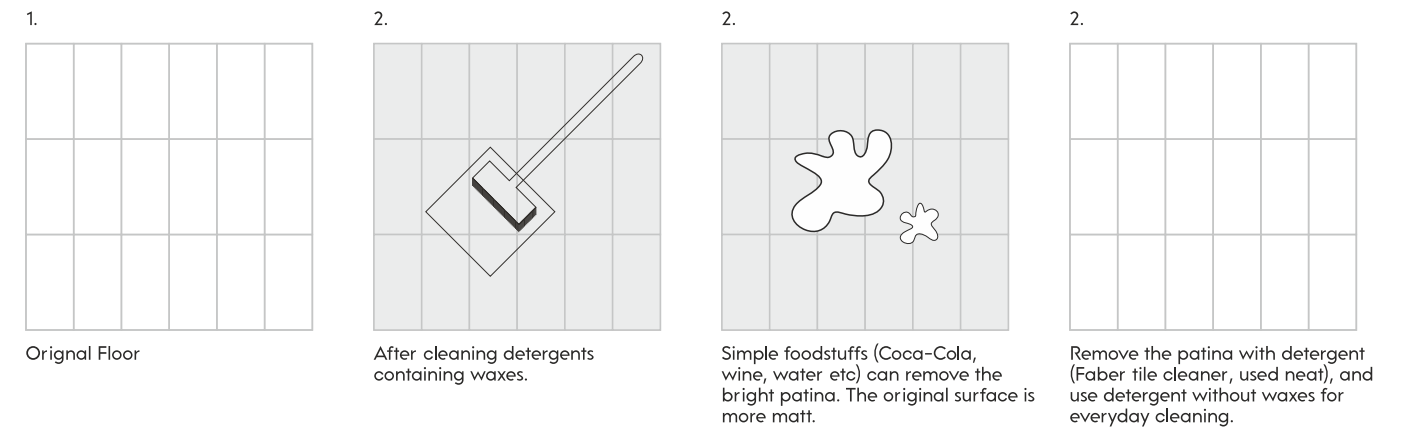 1.
Orignal Floor
2.
After cleaning detergents
containing waxes.
2.
Simple foodstuffs (Coca-Cola,
wine, water etc) can remove the
bright patina. The original surface is
more matt.
2.
Remove the patina with detergent
(Faber tile cleaner, used neat), and
use detergent without waxes for
everyday cleaning.